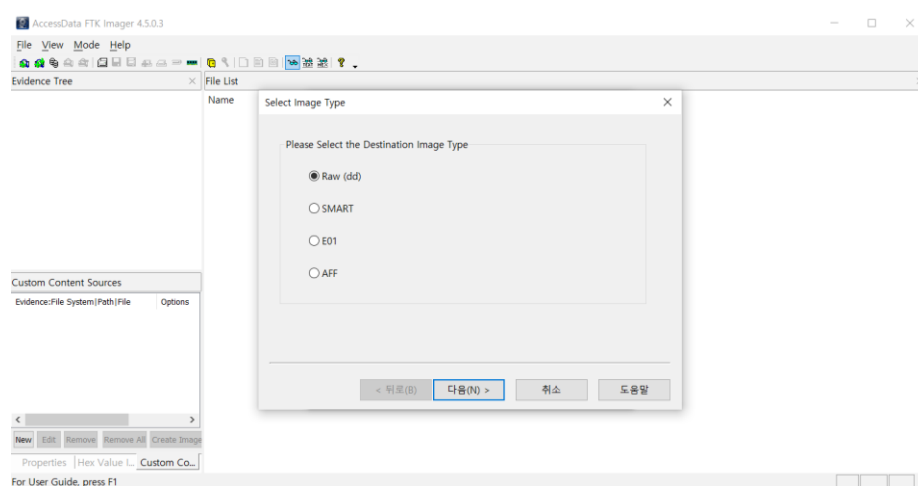 AccessData FTK Imager 4.5.0.3
File View Mode Help
Evidence Tree
File List
Name
Select Image Type
Please Select the Destination Image Type
Raw (dd)
SMART
E01
AFF
< 뒤로(B) 다음(N) > 취소 도움말
Custom Content Sources
Evidence:File System|Path|File Options
New Edit Remove Remove All Create Image
Properties Hex Value I... Custom Co...
For User Guide, press F1